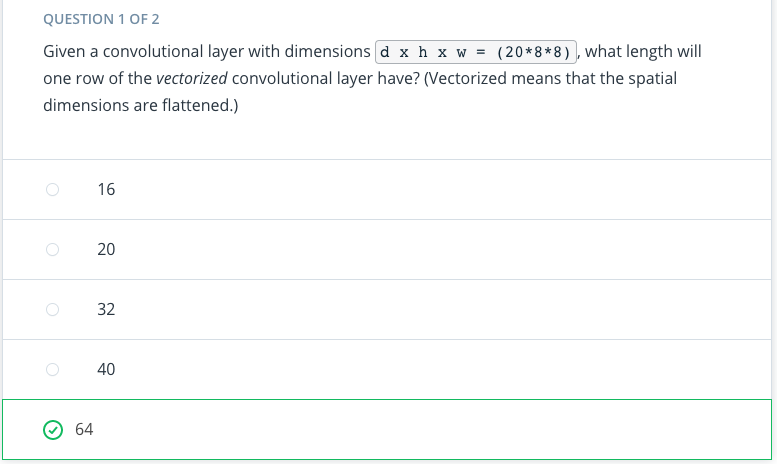 QUESTION 1 OF 2
Given a convolutional layer with dimensions d x h x w = (20*8*8), what length will
one row of the vectorized convolutional layer have? (Vectorized means that the spatial
dimensions are flattened.)
16
20
32
40
64